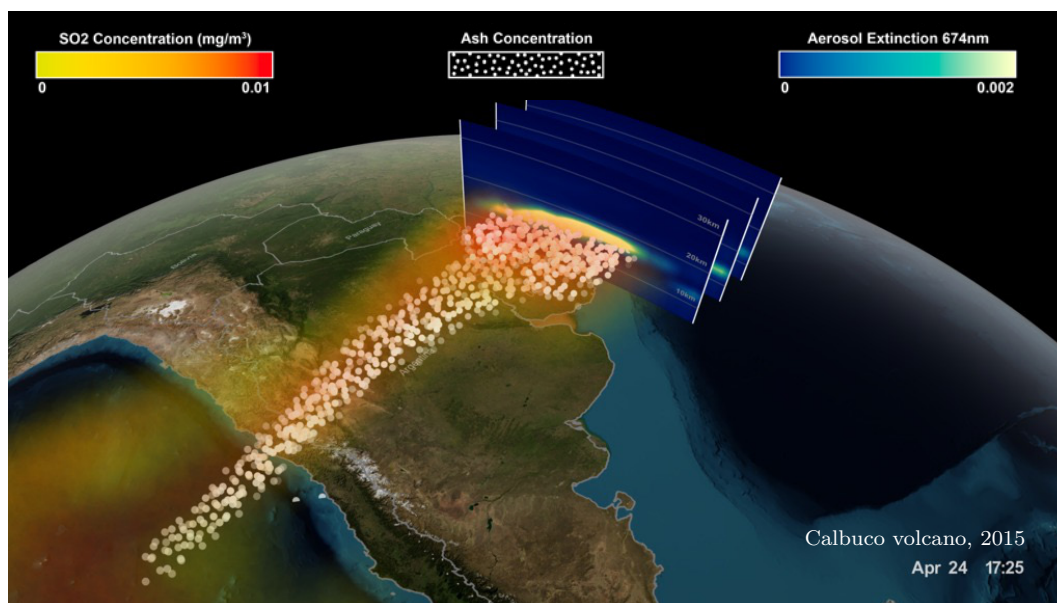 SO2 Concentration (mg/m³)
0 0.01
Ash Concentration
Aerosol Extinction 674nm
0 0.002
Paraguay
30km
20km
10km
Calbuco volcano, 2015
Apr 24 17:25